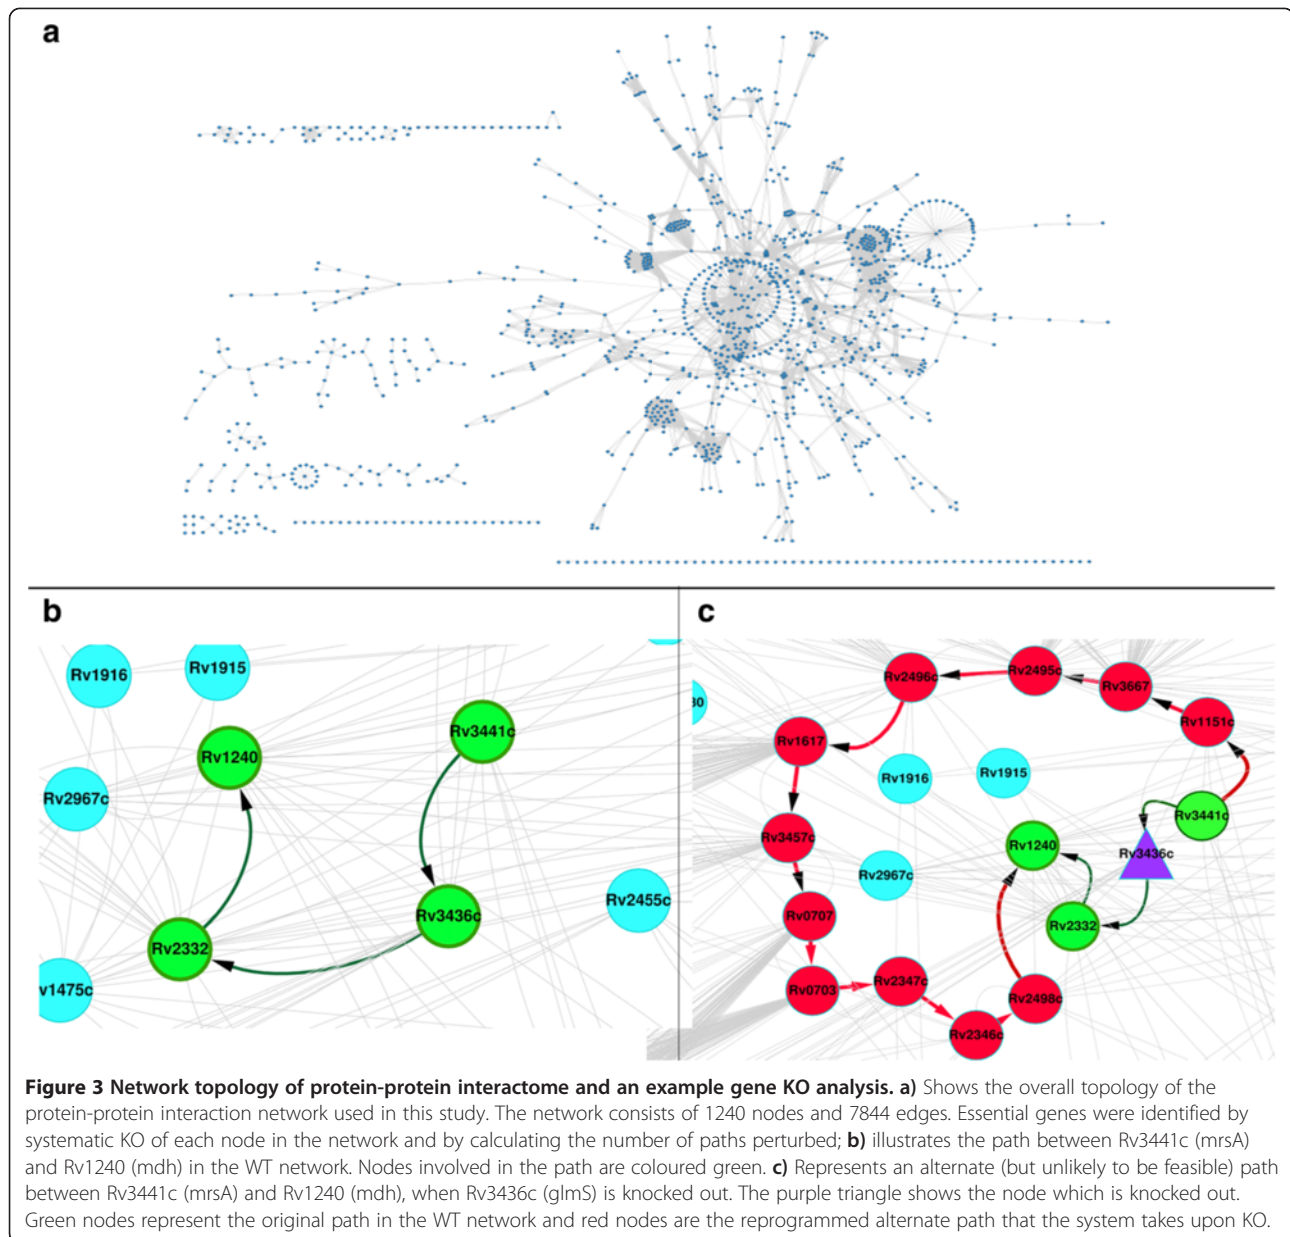 a
b
Rv1916
Rv1915
Rv1240
Rv3441c
Rv2967c
Rv3436c
Rv2455c
Rv2332
v1475c
c
Rv2496c
Rv2495c
Rv3667
Rv1151c
30
Rv1617
Rv1916
Rv1915
Rv3441c
Rv3457c
Rv1240
Rv3436c
Rv2967c
Rv0707
Rv2332
Rv0703
Rv2347c
Rv2498c
Rv2346c
Figure 3 Network topology of protein-protein interactome and an example gene KO analysis. a) Shows the overall topology of the
protein-protein interaction network used in this study. The network consists of 1240 nodes and 7844 edges. Essential genes were identified by
systematic KO of each node in the network and by calculating the number of paths perturbed; b) illustrates the path between Rv3441c (mrsA)
and Rv1240 (mdh) in the WT network. Nodes involved in the path are coloured green. c) Represents an alternate (but unlikely to be feasible) path
between Rv3441c (mrsA) and Rv1240 (mdh), when Rv3436c (glmS) is knocked out. The purple triangle shows the node which is knocked out.
Green nodes represent the original path in the WT network and red nodes are the reprogrammed alternate path that the system takes upon KO.